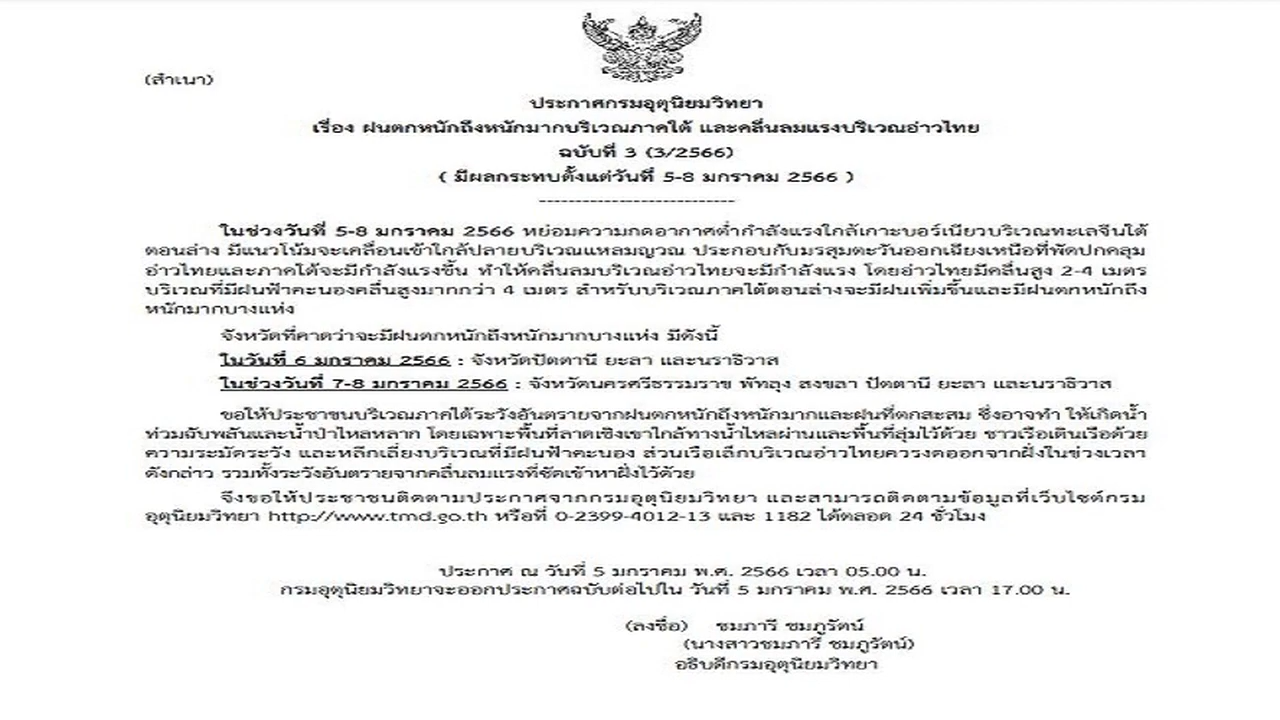 (สำเนา)
ประกาศกรมอุตุนิยมวิทยา
เรื่อง ฝนตกหนักถึงหนักมากบริเวณภาคใต้ และคลื่นลมแรงบริเวณอ่าวไทย
ฉบับที่ 3 (3/2566)
( มีผลกระทบตั้งแต่วันที่ 5-8 มกราคม 2566 )
---------------------------
ในช่วงวันที่ 5-8 มกราคม 2566 หย่อมความกดอากาศต่ำกำลังแรงใกล้เกาะบอร์เนียวบริเวณทะเลจีนใต้
ตอนล่าง มีแนวโน้มจะเคลื่อนเข้าใกล้ปลายบริเวณแหลมญวณ ประกอบกับมรสุมตะวันออกเฉียงเหนือที่พัดปกคลุม
อ่าวไทยและภาคใต้จะมีกำลังแรงขึ้น ทำให้คลื่นลมบริเวณอ่าวไทยจะมีกำลังแรง โดยอ่าวไทยมีคลื่นสูง 2-4 เมตร
บริเวณที่มีฝนฟ้าคะนองคลื่นสูงมากกว่า 4 เมตร สำหรับบริเวณภาคใต้ตอนล่างจะมีฝนเพิ่มขึ้นและมีฝนตกหนักถึง
หนักมากบางแห่ง
จังหวัดที่คาดว่าจะมีฝนตกหนักถึงหนักมากบางแห่ง มีดังนี้
ในวันที่ 6 มกราคม 2566 : จังหวัดปัตตานี ยะลา และนราธิวาส
ในช่วงวันที่ 7-8 มกราคม 2566 : จังหวัดนครศรีธรรมราช พัทลุง สงขลา ปัตตานี ยะลา และนราธิวาส
ขอให้ประชาชนบริเวณภาคใต้ระวังอันตรายจากฝนตกหนักถึงหนักมากและฝนที่ตกสะสม ซึ่งอาจทำ ให้เกิดน้ำ
ท่วมฉับพลันและน้ำป่าไหลหลาก โดยเฉพาะพื้นที่ลาดเชิงเขาใกล้ทางน้ำไหลผ่านและพื้นที่ลุ่มไว้ด้วย ชาวเรือเดินเรือด้วย
ความระมัดระวัง และหลีกเลี่ยงบริเวณที่มีฝนฟ้าคะนอง ส่วนเรือเล็กบริเวณอ่าวไทยควรงดออกจากฝั่งในช่วงเวลา
ดังกล่าว รวมทั้งระวังอันตรายจากคลื่นลมแรงที่ซัดเข้าหาฝั่งไว้ด้วย
จึงขอให้ประชาชนติดตามประกาศจากกรมอุตุนิยมวิทยา และสามารถติดตามข้อมูลที่เว็บไซต์กรม
อุตุนิยมวิทยา http://www.tmd.go.th หรือที่ 0-2399-4012-13 และ 1182 ได้ตลอด 24 ชั่วโมง
ประกาศ ณ วันที่ 5 มกราคม พ.ศ. 2566 เวลา 05.00 น.
กรมอุตุนิยมวิทยาจะออกประกาศฉบับต่อไปใน วันที่ 5 มกราคม พ.ศ. 2566 เวลา 17.00 น.
(ลงชื่อ) ชมภารี ชมภูรัตน์
(นางสาวชมภารี ชมภูรัตน์)
อธิบดีกรมอุตุนิยมวิทยา